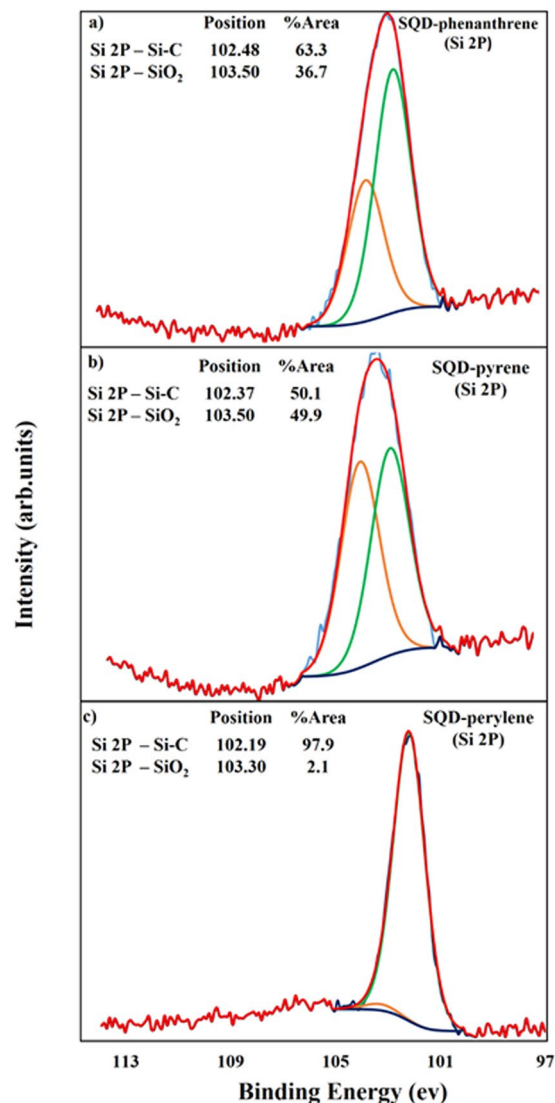 a)
Position %Area
Si 2P – Si-C 102.48 63.3
Si 2P – SiO₂ 103.50 36.7
SQD-phenanthrene
(Si 2P)
b)
Position %Area
Si 2P – Si-C 102.37 50.1
Si 2P – SiO₂ 103.50 49.9
SQD-pyrene
(Si 2P)
c)
Position %Area
Si 2P – Si-C 102.19 97.9
Si 2P – SiO₂ 103.30 2.1
SQD-perylene
(Si 2P)
Intensity (arb.units)
113 109 105 101 97
Binding Energy (ev)